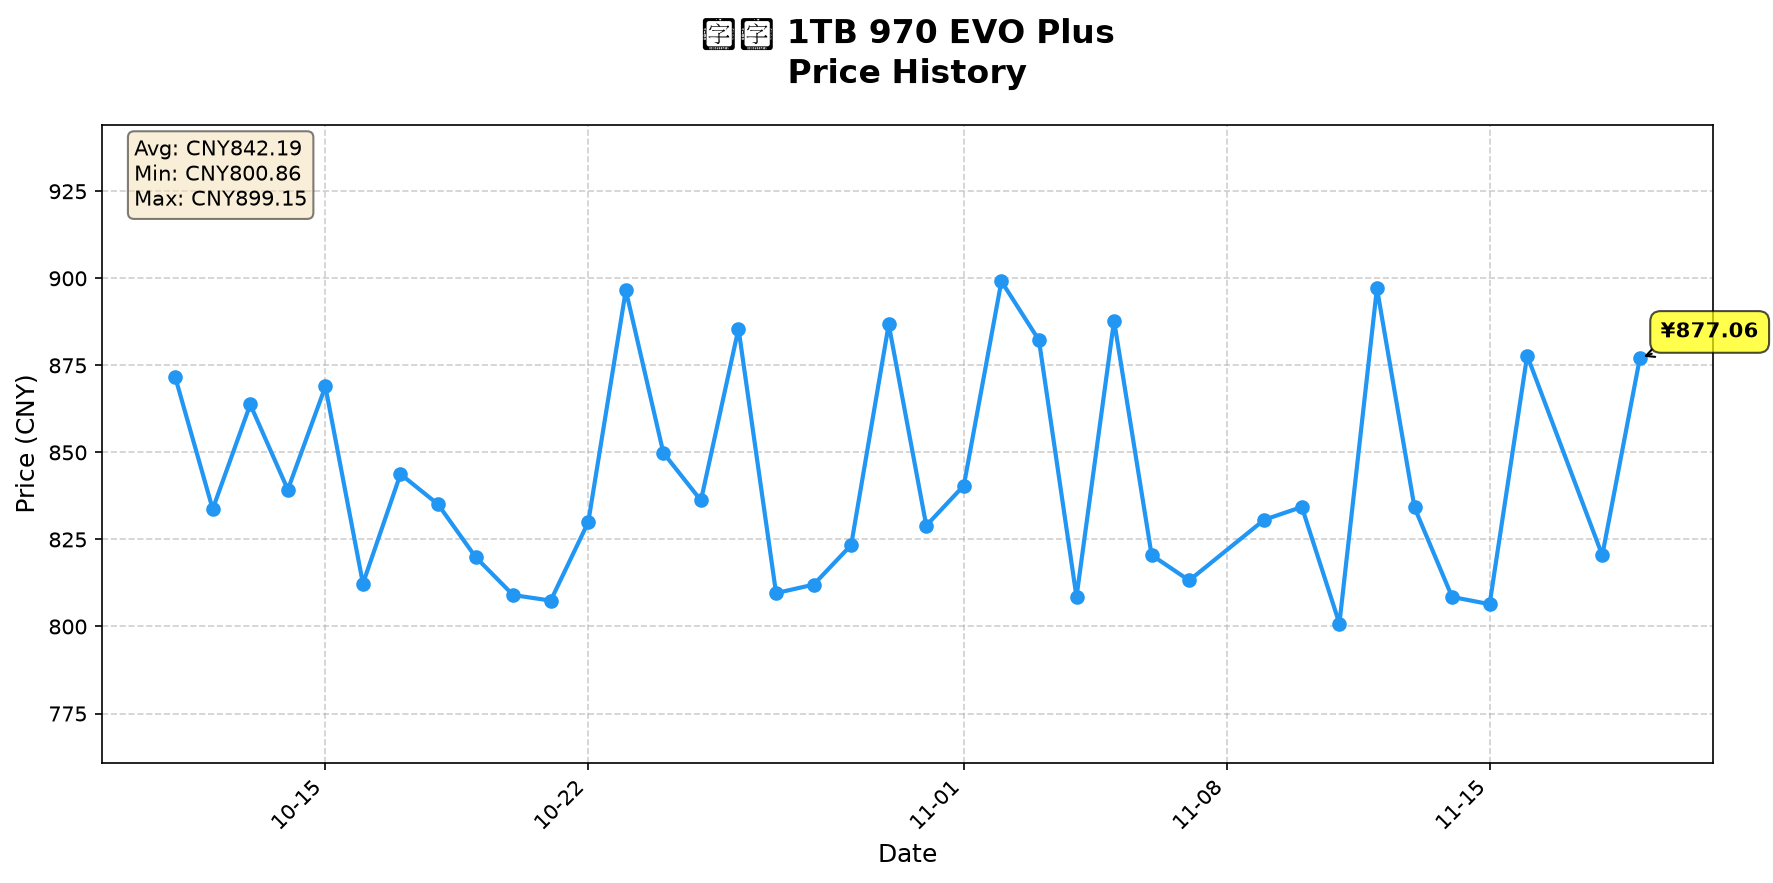 1TB 970 EVO Plus
Price History
Avg: CNY842.19
Min: CNY800.86
Max: CNY899.15
¥877.06
Price (CNY)
925
900
875
850
825
800
775
10-15
10-22
11-01
11-08
11-15
Date